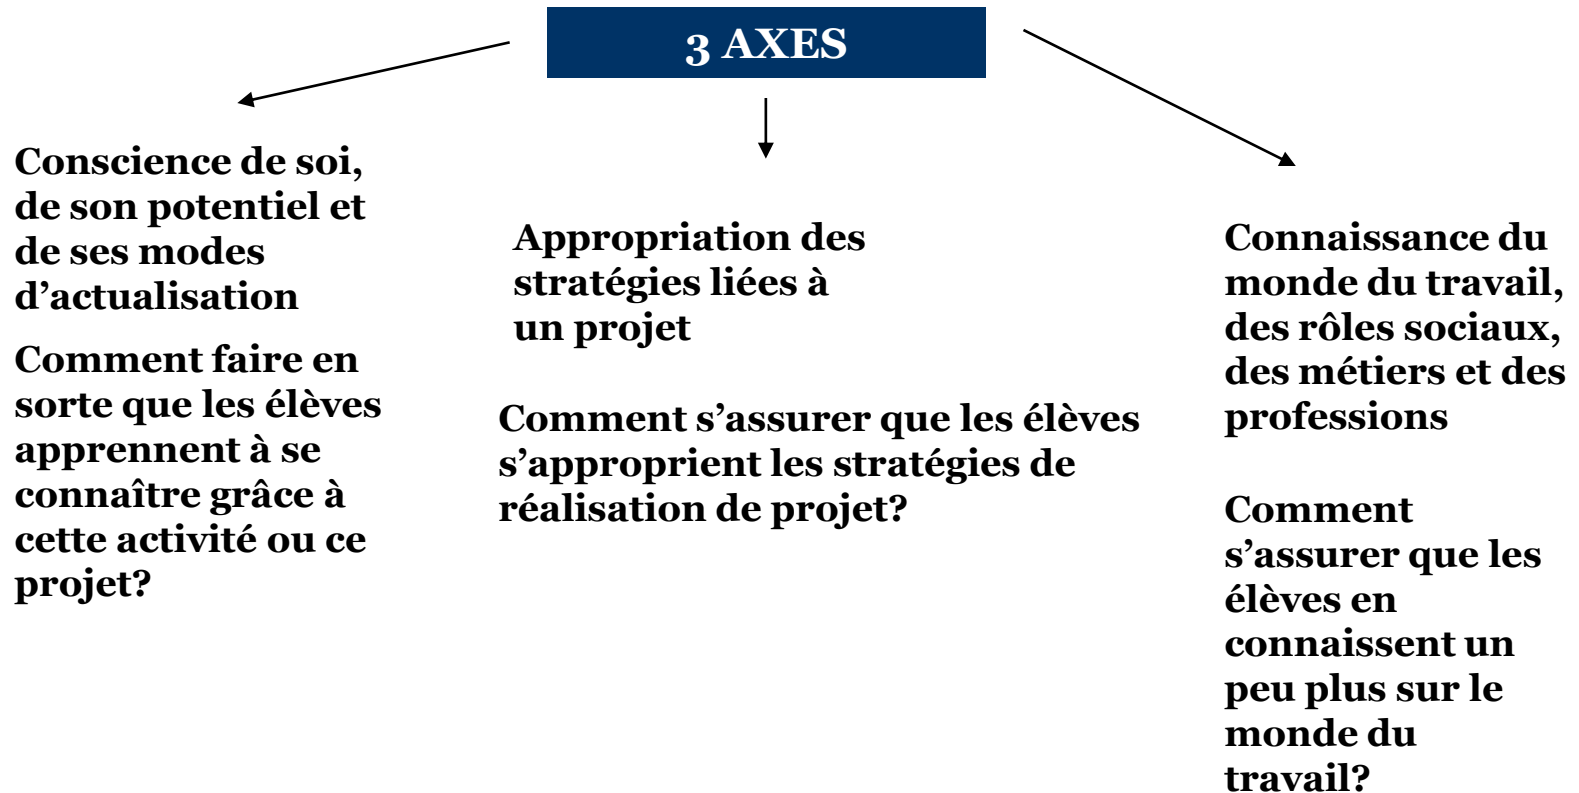 3 AXES
Conscience de soi,
de son potentiel et
de ses modes
d’actualisation
Comment faire en
sorte que les élèves
apprennent à se
connaître grâce à
cette activité ou ce
projet?
Appropriation des
stratégies liées à
un projet
Comment s’assurer que les élèves
s’approprient les stratégies de
réalisation de projet?
Connaissance du
monde du travail,
des rôles sociaux,
des métiers et des
professions
Comment
s’assurer que les
élèves en
connaissent un
peu plus sur le
monde du
travail?